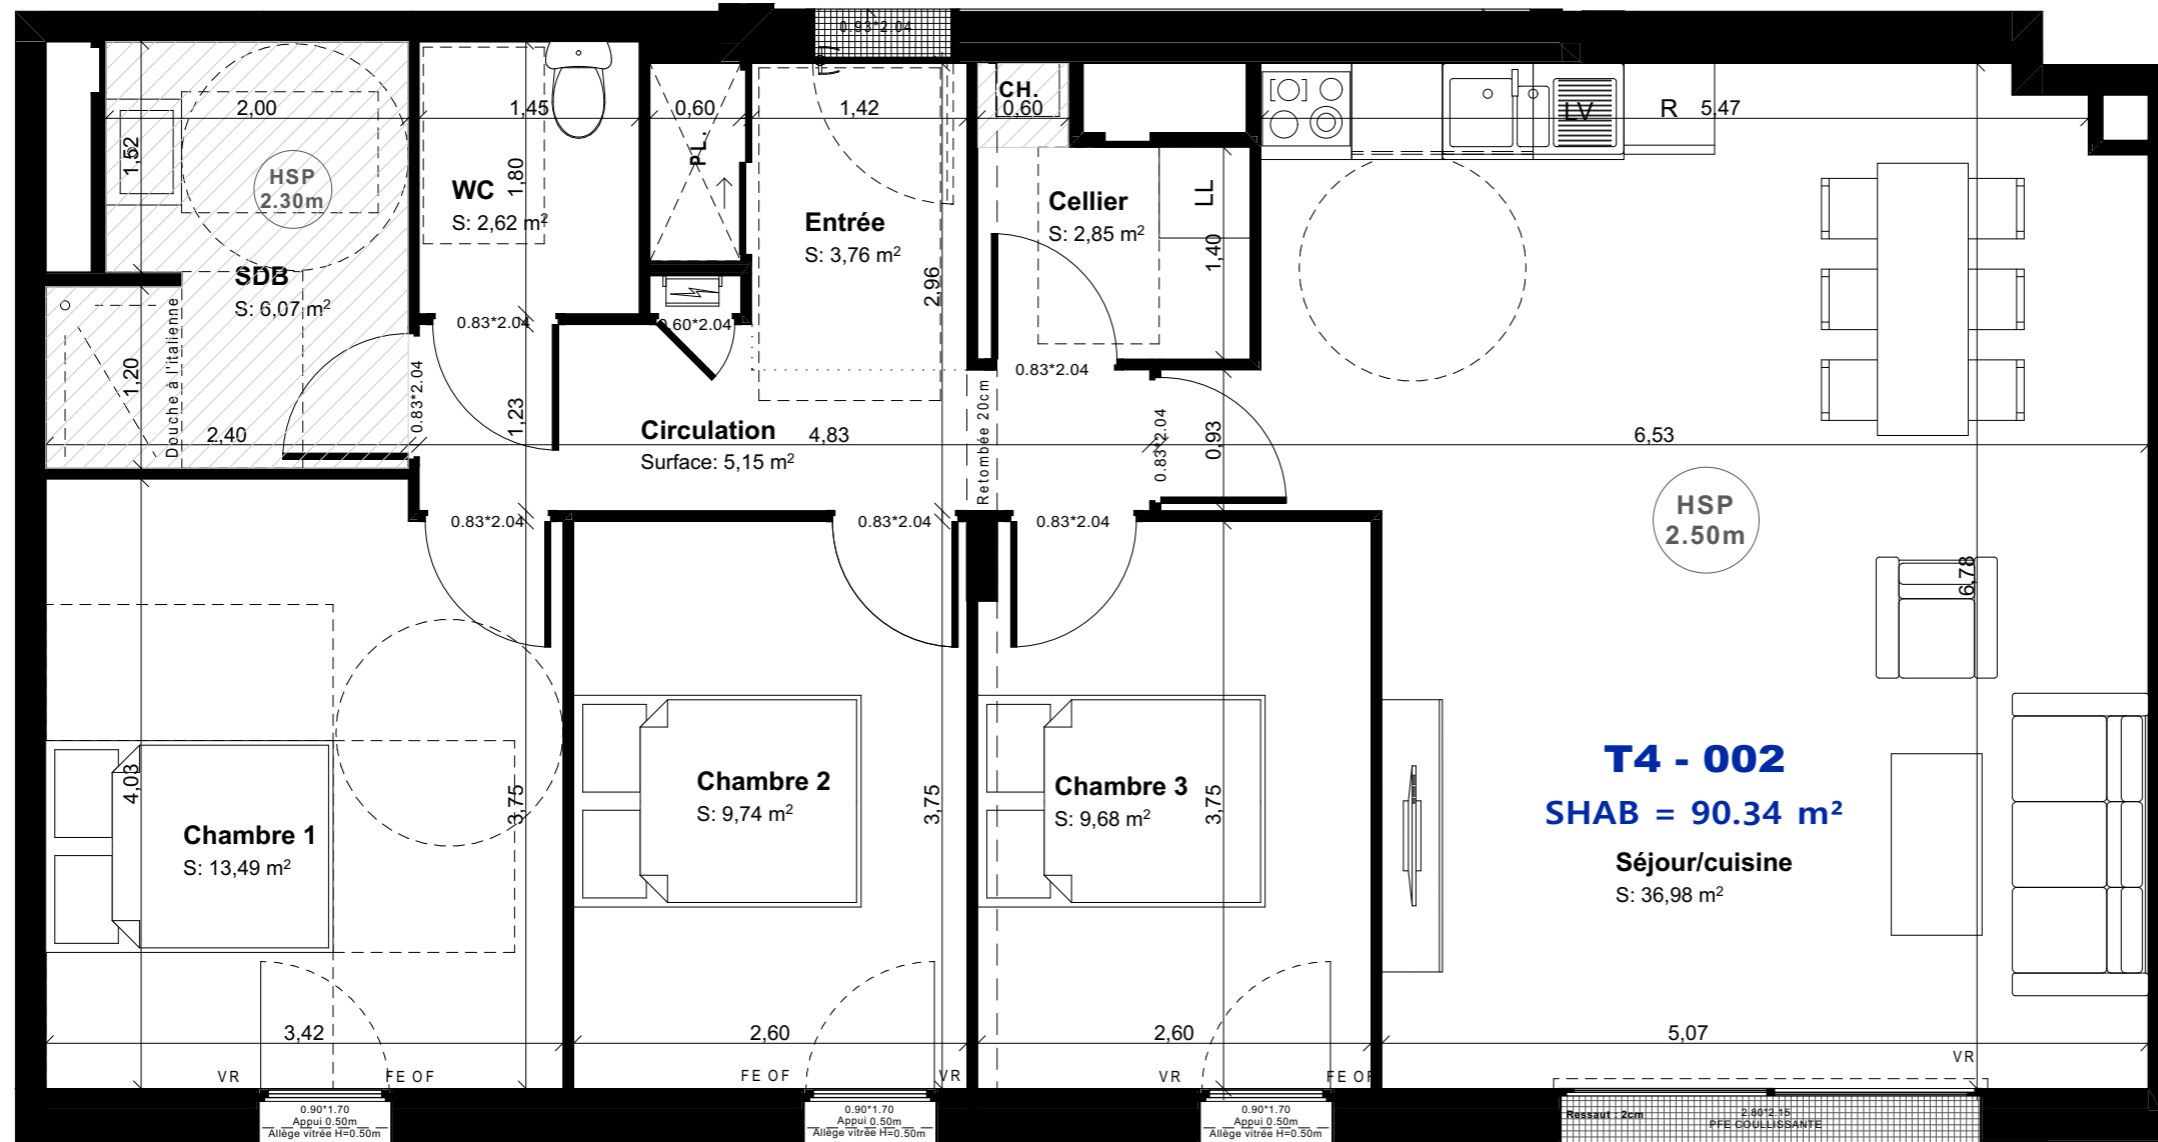 0.93*2.04
2,00
1,45
0,60
1,42
CH.
0,60
LV
R
5,47
1,52
HSP
2.30m
WC
S: 2,62 m²
1,80
PL.
Entrée
S: 3,76 m²
Cellier
S: 2,85 m²
LL
1,40
SDB
S: 6,07 m²
2,96
0.83*2.04
0.60*2.04
Douche à l'italienne
1,20
0.83*2.04
1,23
0.83*2.04
Retombée 20cm
0.83*2.04
0,93
2,40
Circulation
Surface: 5,15 m²
4,83
6,53
HSP
2.50m
0.83*2.04
0.83*2.04
0.83*2.04
6,78
4,03
3,75
3,75
3,75
T4 - 002
SHAB = 90.34 m²
Chambre 1
S: 13,49 m²
Chambre 2
S: 9,74 m²
Chambre 3
S: 9,68 m²
Séjour/cuisine
S: 36,98 m²
3,42
2,60
2,60
5,07
VR
FE OF
FE OF
VR
VR
FE OF
VR
0.90*1.70
Appui 0.50m
Allège vitrée H=0.50m
0.90*1.70
Appui 0.50m
Allège vitrée H=0.50m
0.90*1.70
Appui 0.50m
Allège vitrée H=0.50m
Ressaut : 2cm
2.80*2.15
PFE COULLISSANTE